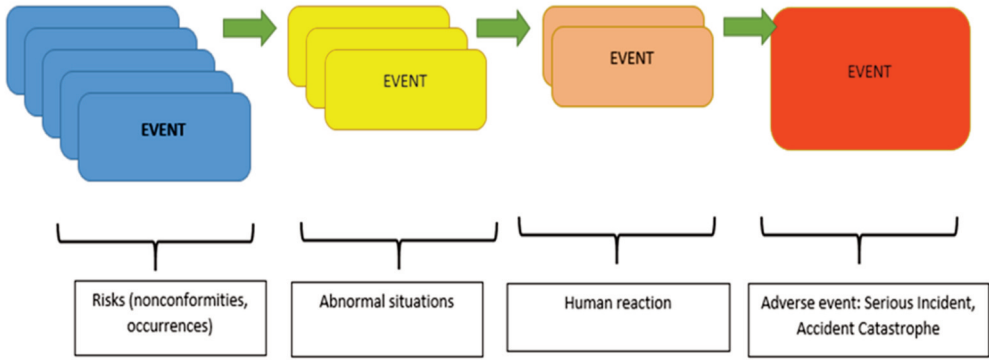 EVENT
EVENT
EVENT
EVENT
Risks (nonconformities,
occurrences)
Abnormal situations
Human reaction
Adverse event: Serious Incident,
Accident Catastrophe